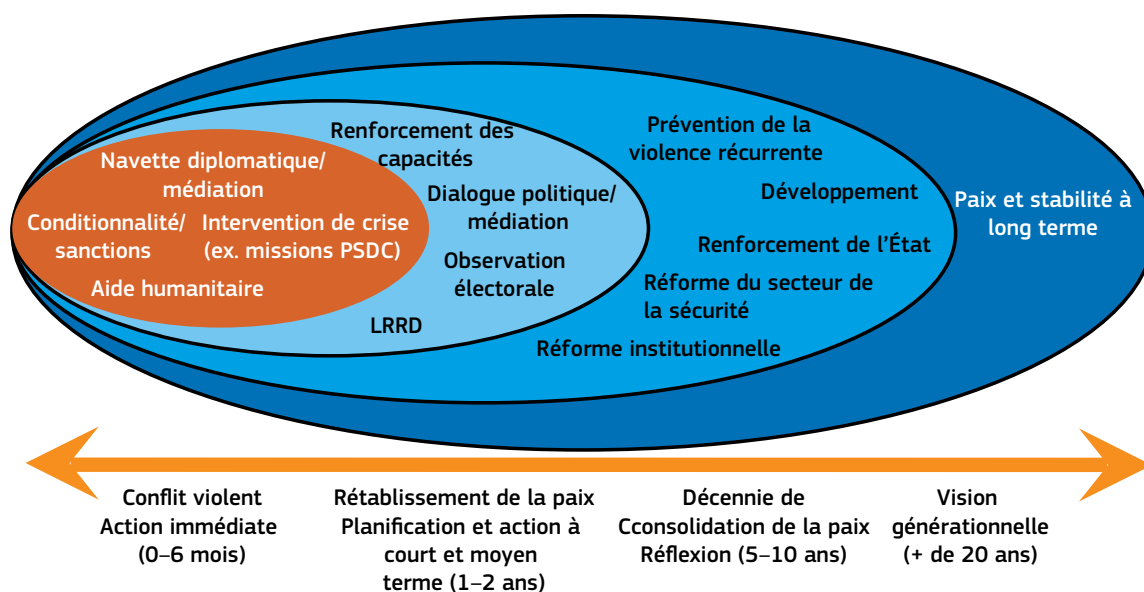 Navette diplomatique/
médiation
Conditionnalité/
sanctions
Intervention de crise
(ex. missions PSDC)
Aide humanitaire
Renforcement des
capacités
Dialogue politique/
médiation
Observation
électorale
LRRD
Prévention de la
violence récurrente
Développement
Renforcement de l'État
Réforme du secteur de
la sécurité
Réforme institutionnelle
Paix et stabilité à
long terme
Conflit violent
Action immédiate
(0–6 mois)
Rétablissement de la paix
Planification et action à
court et moyen
terme (1–2 ans)
Décennie de
Cconsolidation de la paix
Réflexion (5–10 ans)
Vision
générationnelle
(+ de 20 ans)